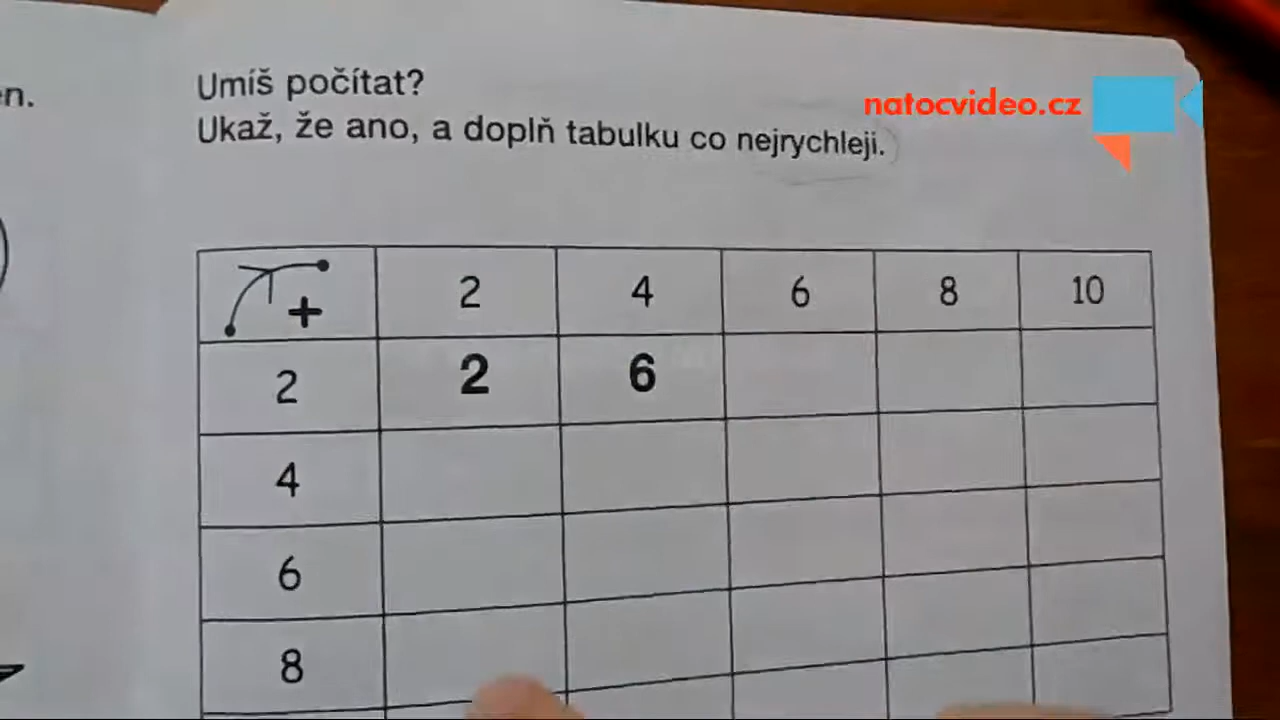 en.
Umíš počítat?
Ukaž, že ano, a doplň tabulku co nejrychleji.
natocvideo.cz
+ 2 4 6 8 10
2 2 6
4
6
8